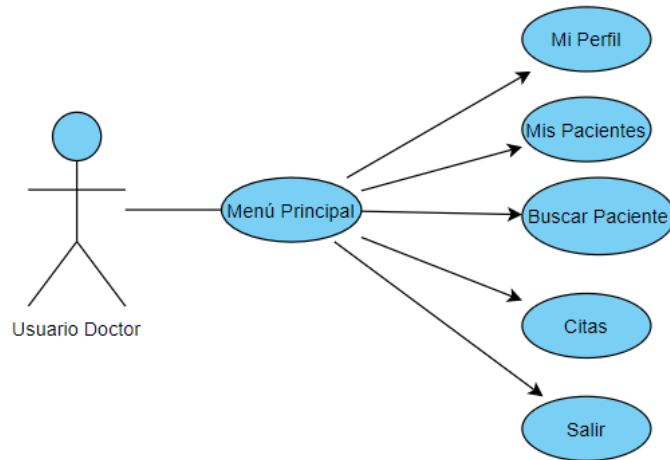 Mi Perfil
Mis Pacientes
Menú Principal
Buscar Paciente
Usuario Doctor
Citas
Salir